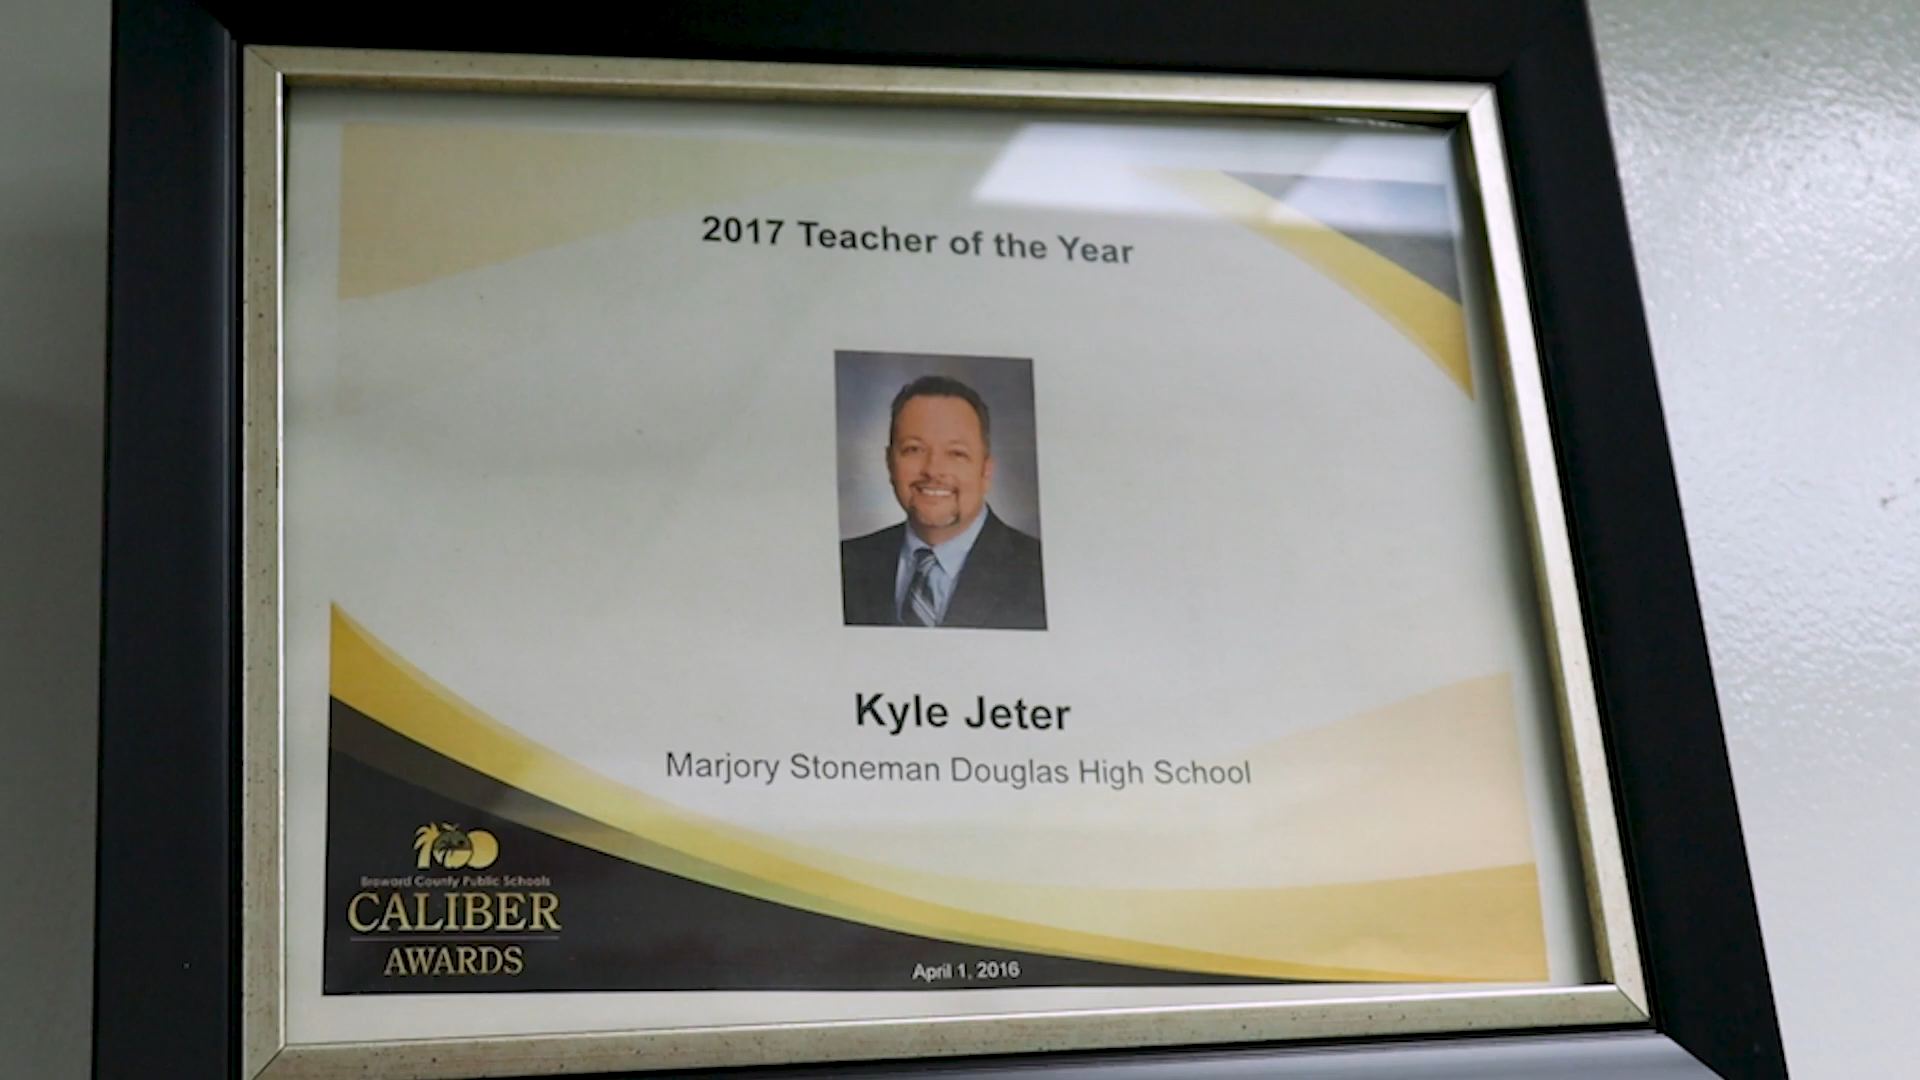 2017 Teacher of the Year
Kyle Jeter
Marjory Stoneman Douglas High School
100
Broward County Public Schools
CALIBER
AWARDS
April 1, 2016